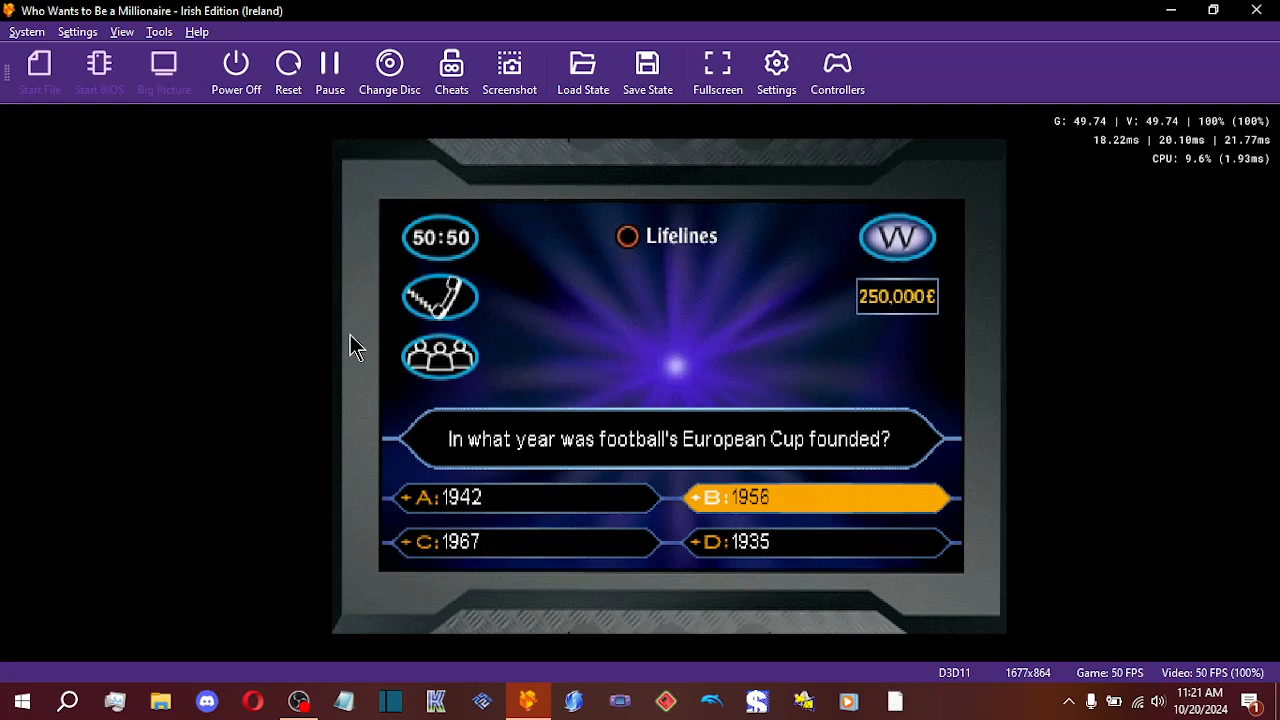 Who Wants to Be a Millionaire - Irish Edition (Ireland)
System Settings View Tools Help
Start File Start BIOS Big Picture Power Off Reset Pause Change Disc Cheats Screenshot Load State Save State Fullscreen Settings Controllers
G: 49.74 | V: 49.74 | 100% (100%)
18.22ms | 20.10ms | 21.77ms
CPU: 9.6% (1.93ms)
50:50 Lifelines W
250,000€
In what year was football's European Cup founded?
A: 1942
B: 1956
C: 1967
D: 1935
D3D11 1677x864 Game: 50 FPS Video: 50 FPS (100%)
11:21 AM
10/20/2024
1